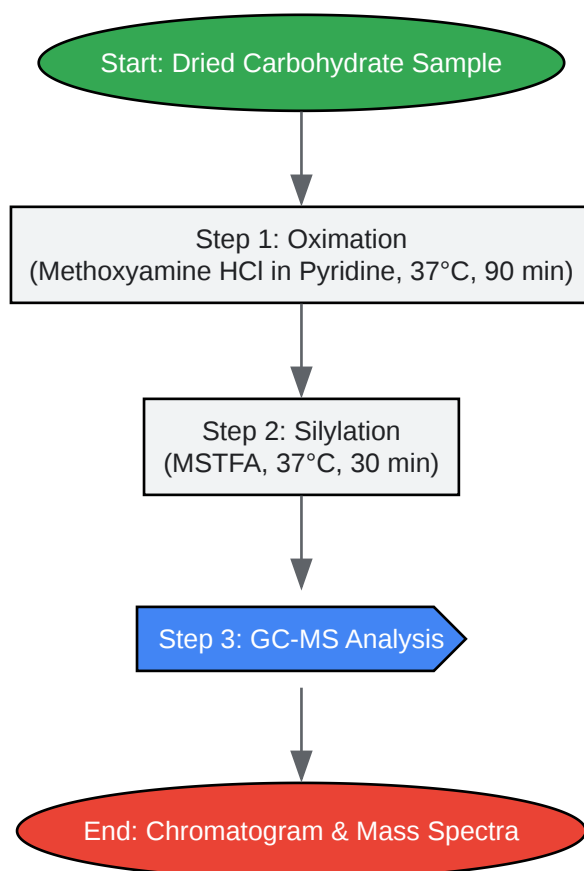 Start: Dried Carbohydrate Sample
Step 1: Oximation
(Methoxyamine HCl in Pyridine, 37°C, 90 min)
Step 2: Silylation
(MSTFA, 37°C, 30 min)
Step 3: GC-MS Analysis
End: Chromatogram & Mass Spectra